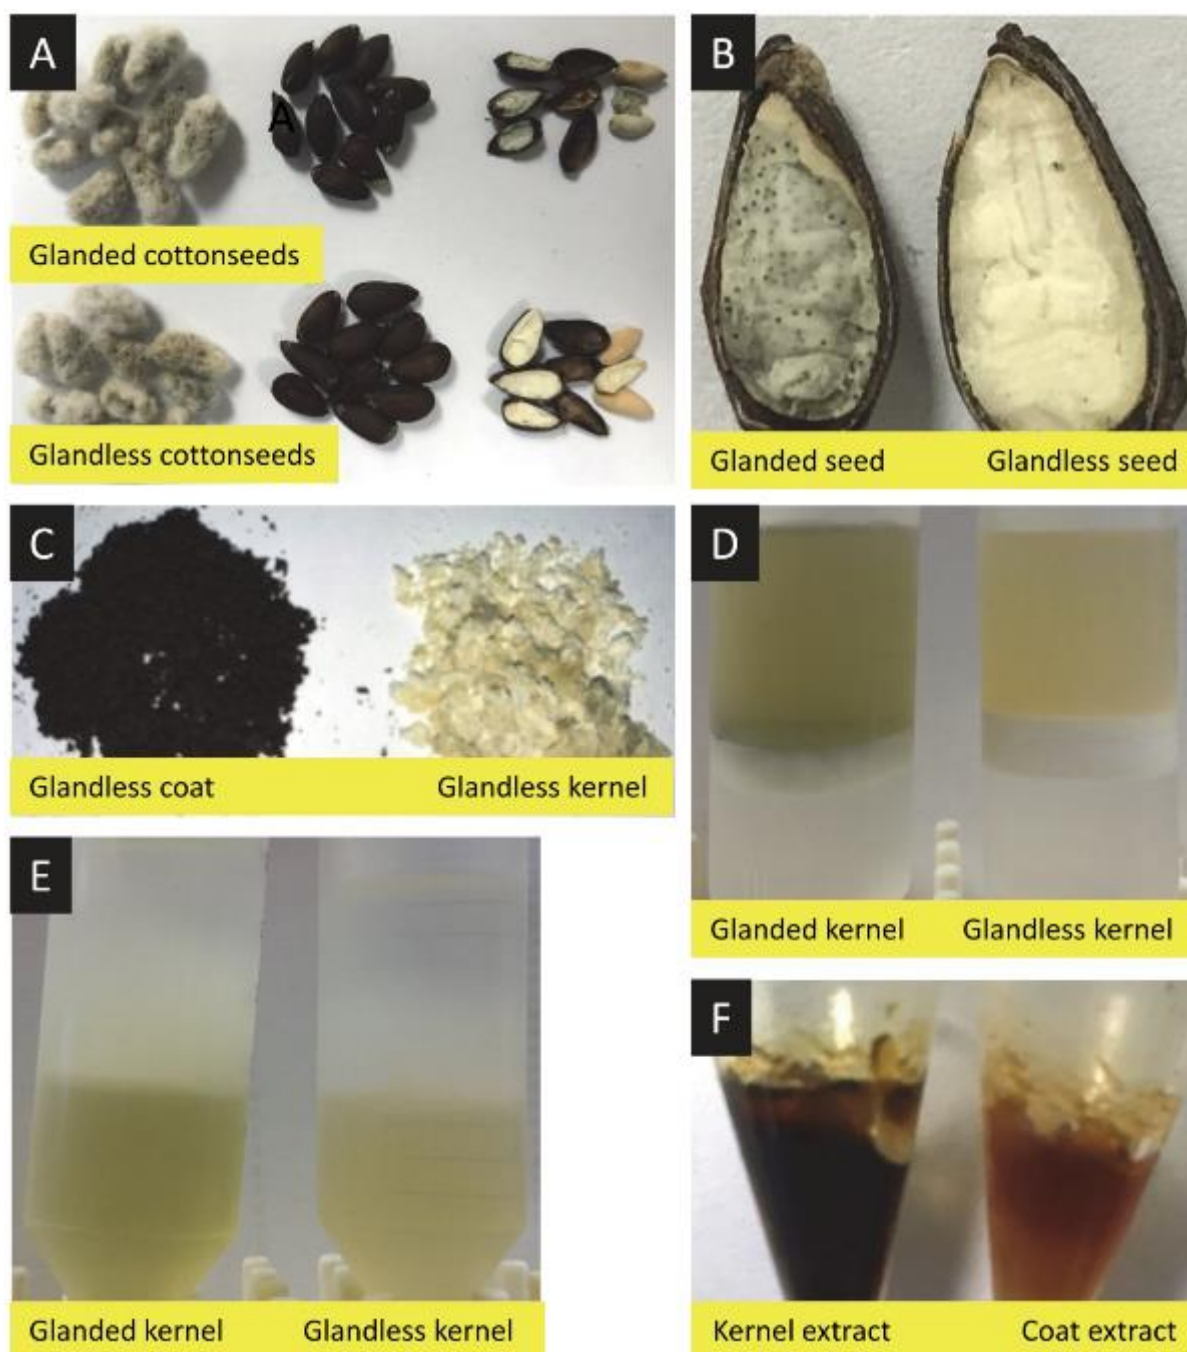 A
A
Glanded cottonseeds
Glandless cottonseeds
B
Glanded seed Glandless seed
C
Glandless coat Glandless kernel
D
Glanded kernel Glandless kernel
E
Glanded kernel Glandless kernel
F
Kernel extract Coat extract